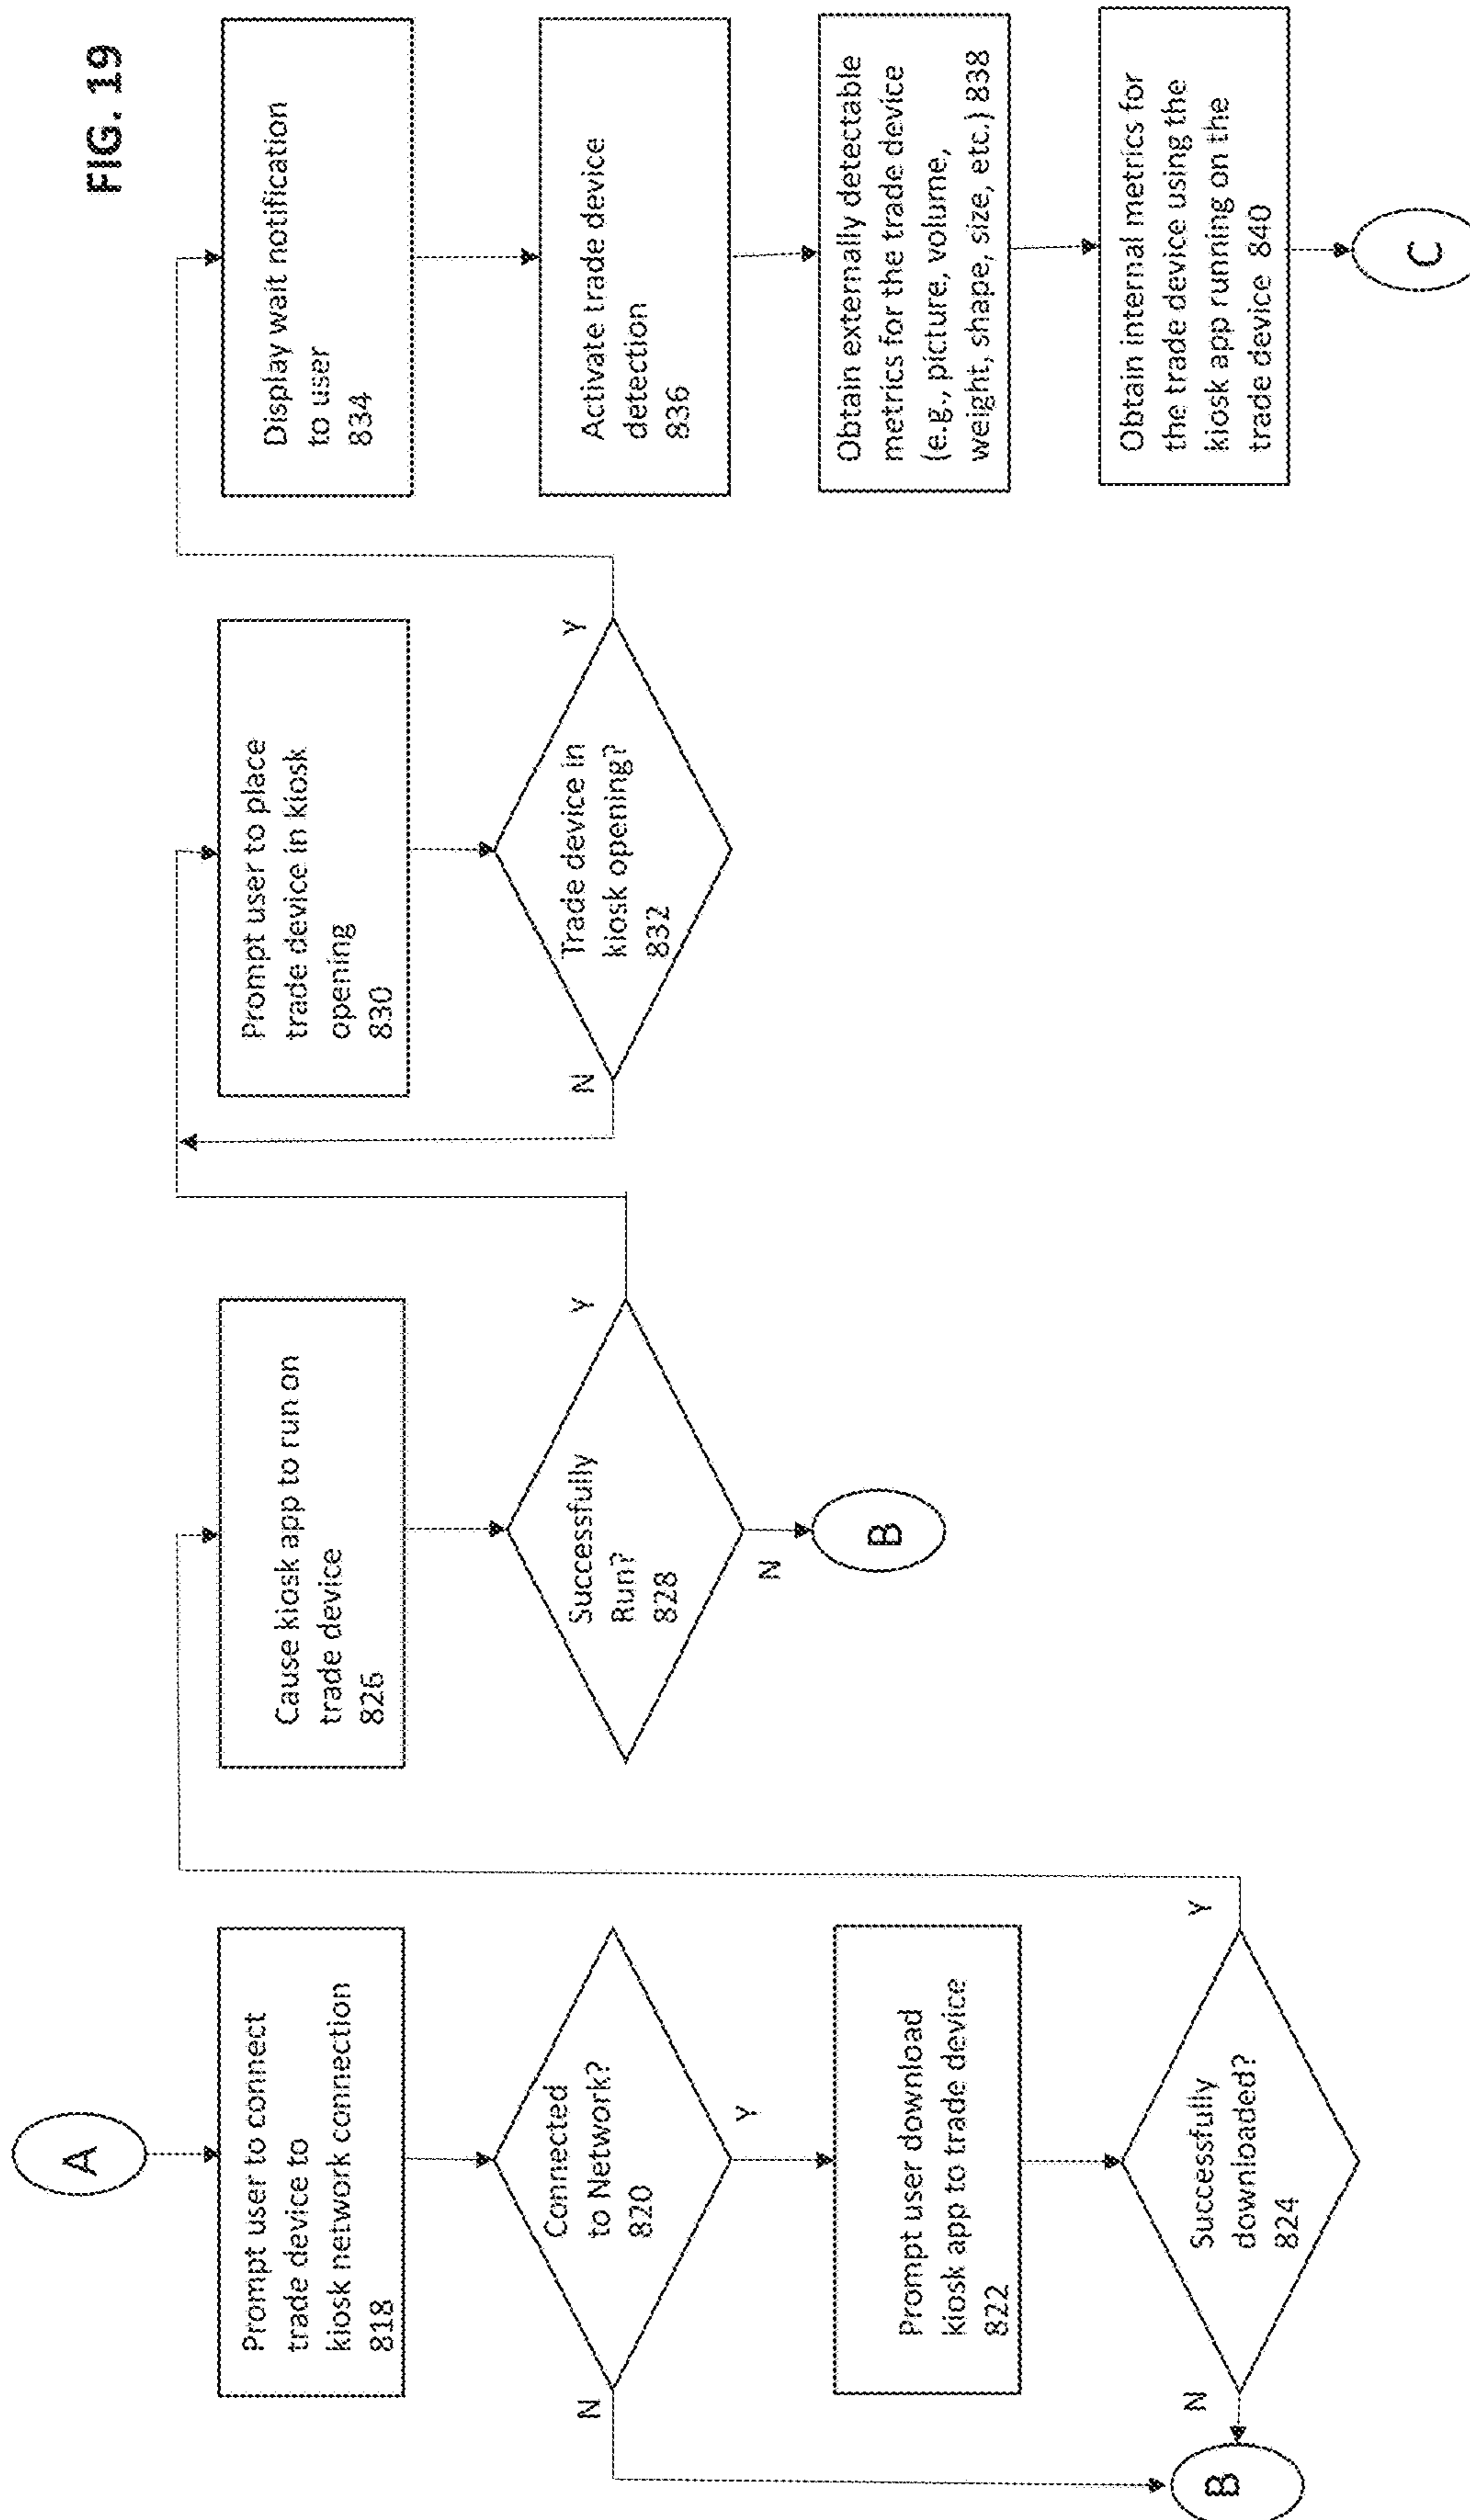 FIG. 19
A
Prompt user to connect
trade device to
kiosk network connection
818
Connected
to Network?
820
N
Y
Prompt user download
kiosk app to trade device
822
Successfully
downloaded?
824
N
Y
B
Cause kiosk app to run on
trade device
826
Successfully
Run?
828
Y
N
B
Prompt user to place
trade device in kiosk
opening
830
Trade device in
kiosk opening?
832
N
Y
Display wait notification
to user
834
Activate trade device
detection
836
Obtain externally detectable
metrics for the trade device
(e.g., picture, volume,
weight, shape, size, etc.) 838
Obtain internal metrics for
the trade device using the
kiosk app running on the
trade device 840
C